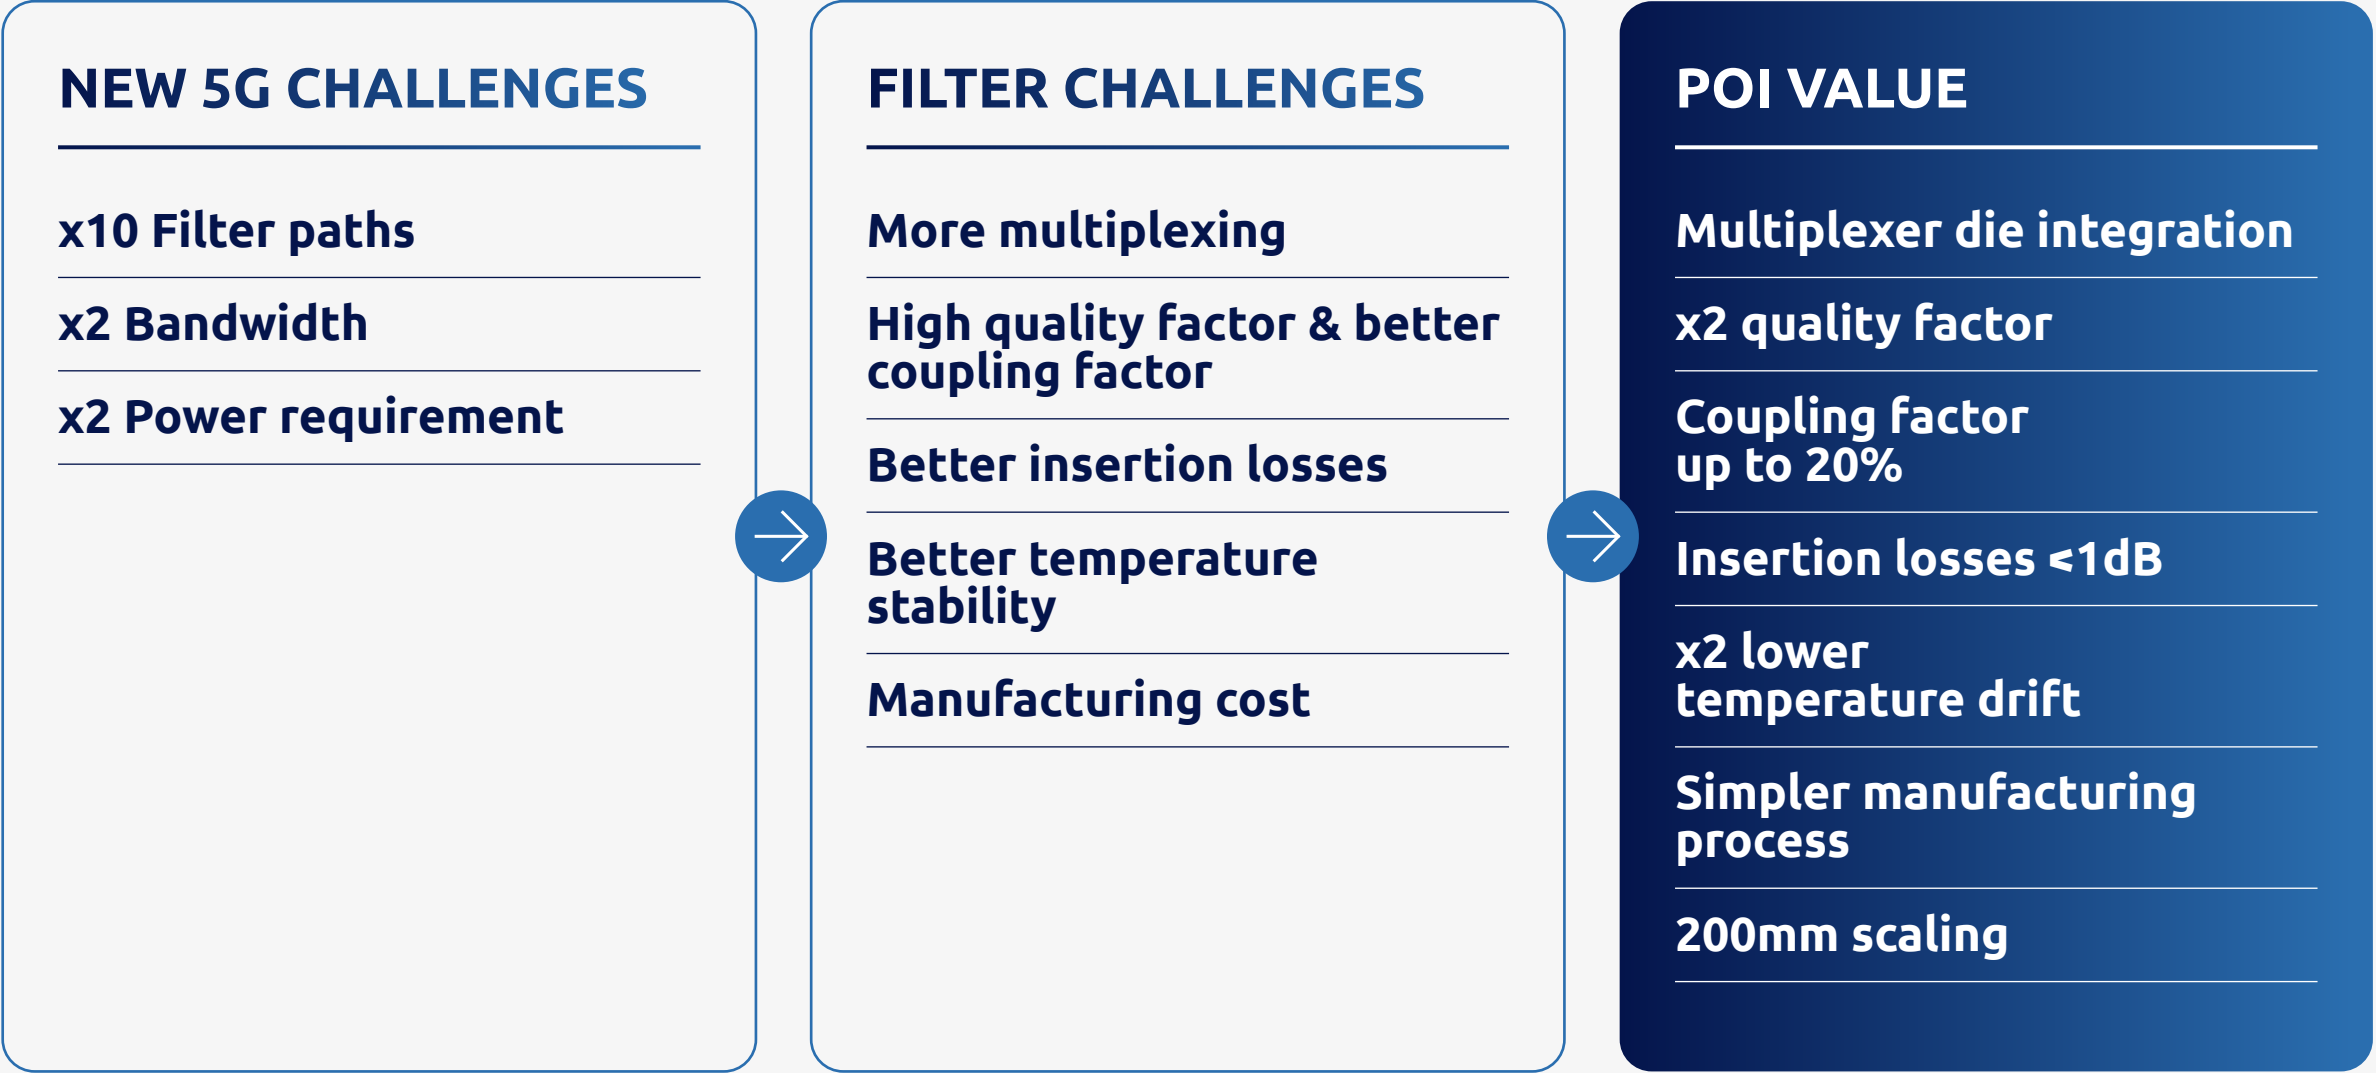 NEW 5G CHALLENGES
x10 Filter paths
x2 Bandwidth
x2 Power requirement
FILTER CHALLENGES
More multiplexing
High quality factor & better
coupling factor
Better insertion losses
Better temperature
stability
Manufacturing cost
POI VALUE
Multiplexer die integration
x2 quality factor
Coupling factor
up to 20%
Insertion losses <1dB
x2 lower
temperature drift
Simpler manufacturing
process
200mm scaling